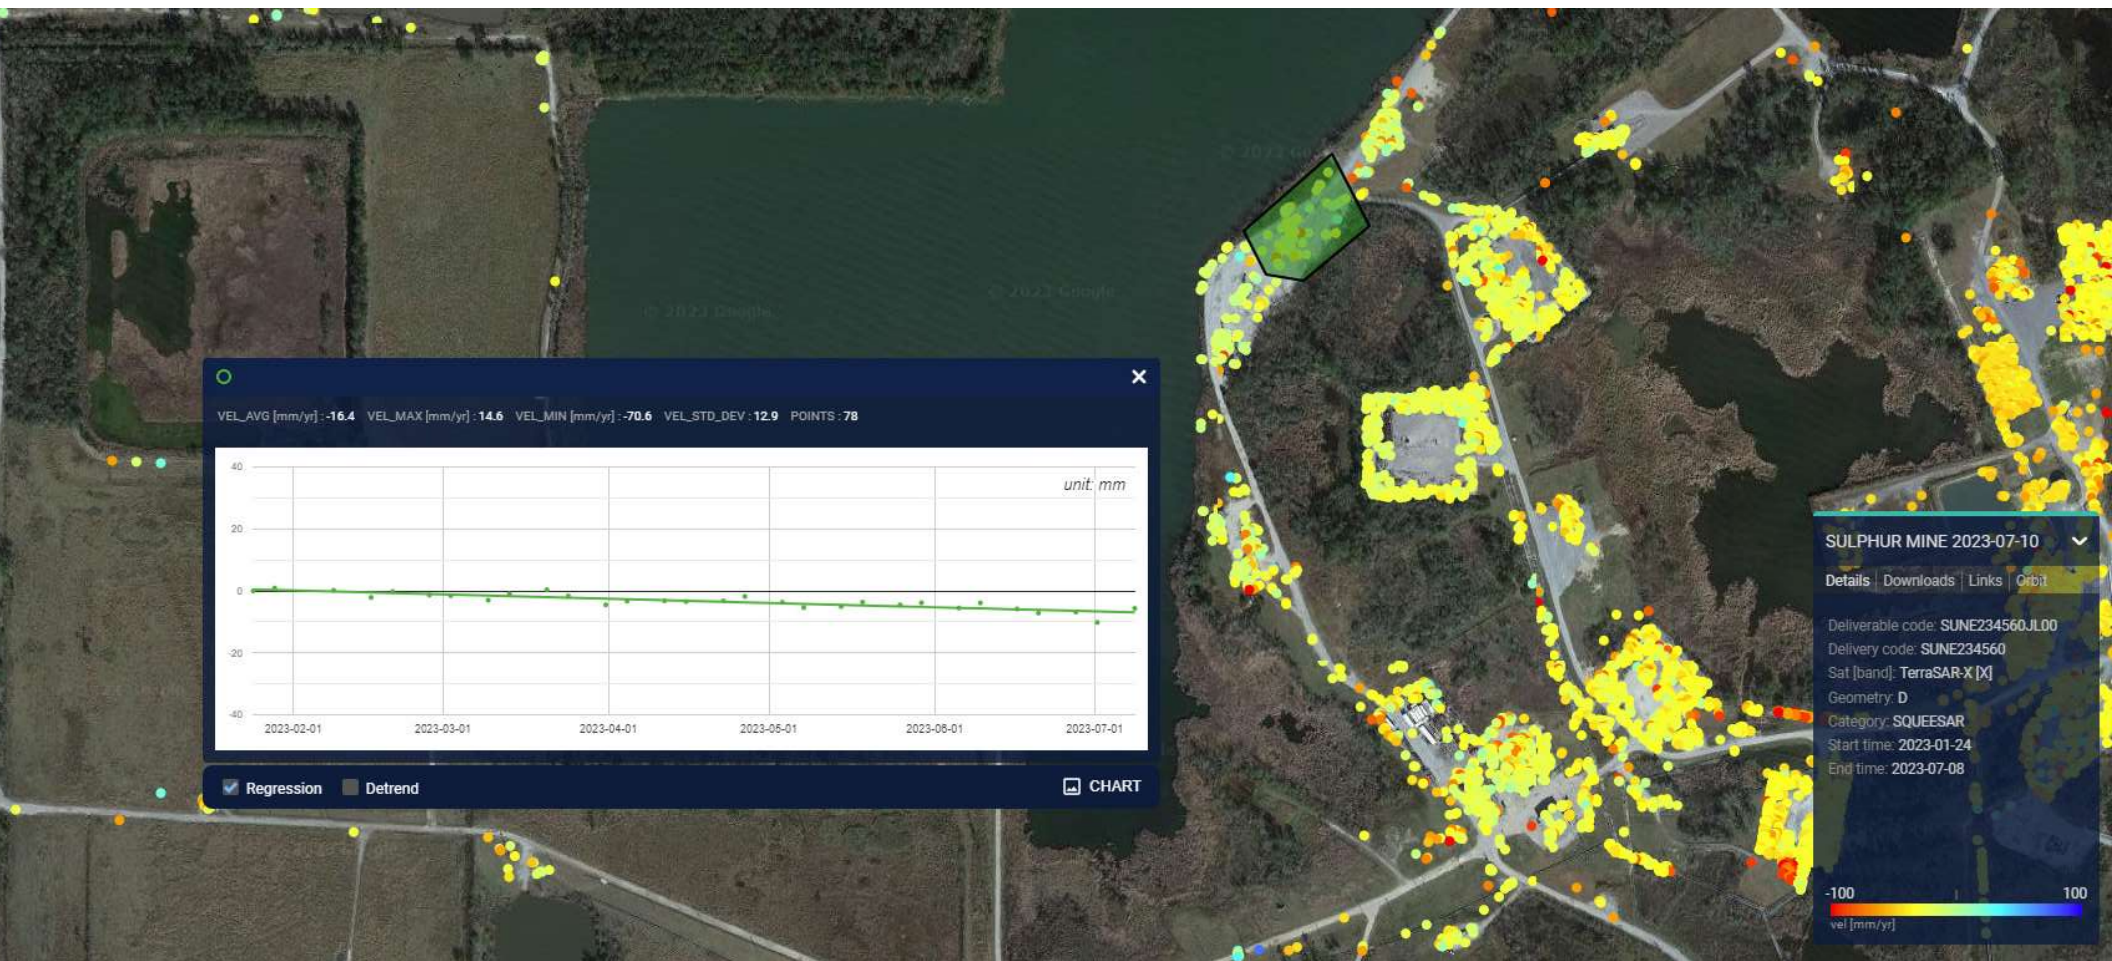 © 2023 Google
© 2023 Google
VEL_AVG [mm/yr] : -16.4 VEL_MAX [mm/yr] : 14.6 VEL_MIN [mm/yr] : -70.6 VEL_STD_DEV : 12.9 POINTS : 78
unit: mm
40
20
0
-20
-40
2023-02-01 2023-03-01 2023-04-01 2023-05-01 2023-06-01 2023-07-01
Regression Detrend CHART
SULPHUR MINE 2023-07-10
Details | Downloads | Links | Orbit
Deliverable code: SUNE234560JL00
Delivery code: SUNE234560
Sat [band]: TerraSAR-X [X]
Geometry: D
Category: SQUEESAR
Start time: 2023-01-24
End time: 2023-07-08
-100 100
vel [mm/yr]